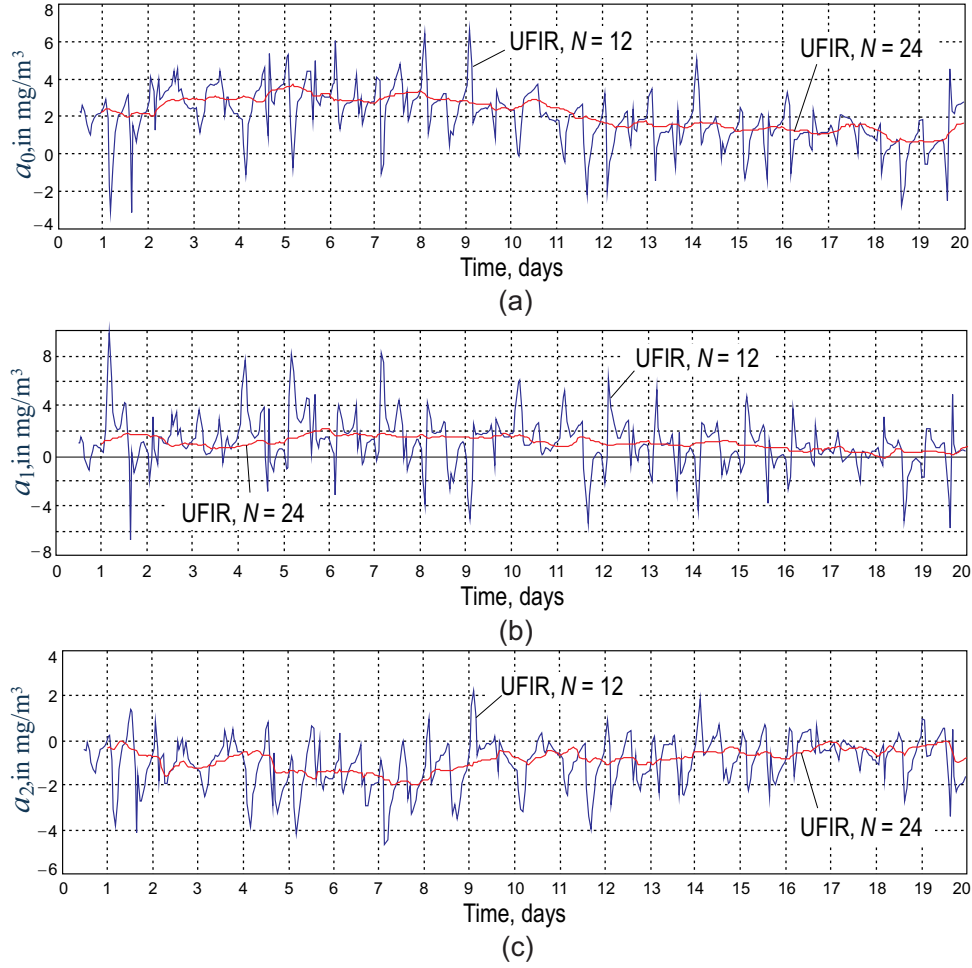 8
UFIR, N = 12
6
UFIR, N = 24
4
2
0
−2
−4
a₀,in mg/m³
0 1 2 3 4 5 6 7 8 9 10 11 12 13 14 15 16 17 18 19 20
Time, days
(a)
8
UFIR, N = 12
4
0
UFIR, N = 24
−4
−8
a₁,in mg/m³
0 1 2 3 4 5 6 7 8 9 10 11 12 13 14 15 16 17 18 19 20
Time, days
(b)
4
UFIR, N = 12
2
0
−2
UFIR, N = 24
−4
−6
a₂,in mg/m³
0 1 2 3 4 5 6 7 8 9 10 11 12 13 14 15 16 17 18 19 20
Time, days
(c)